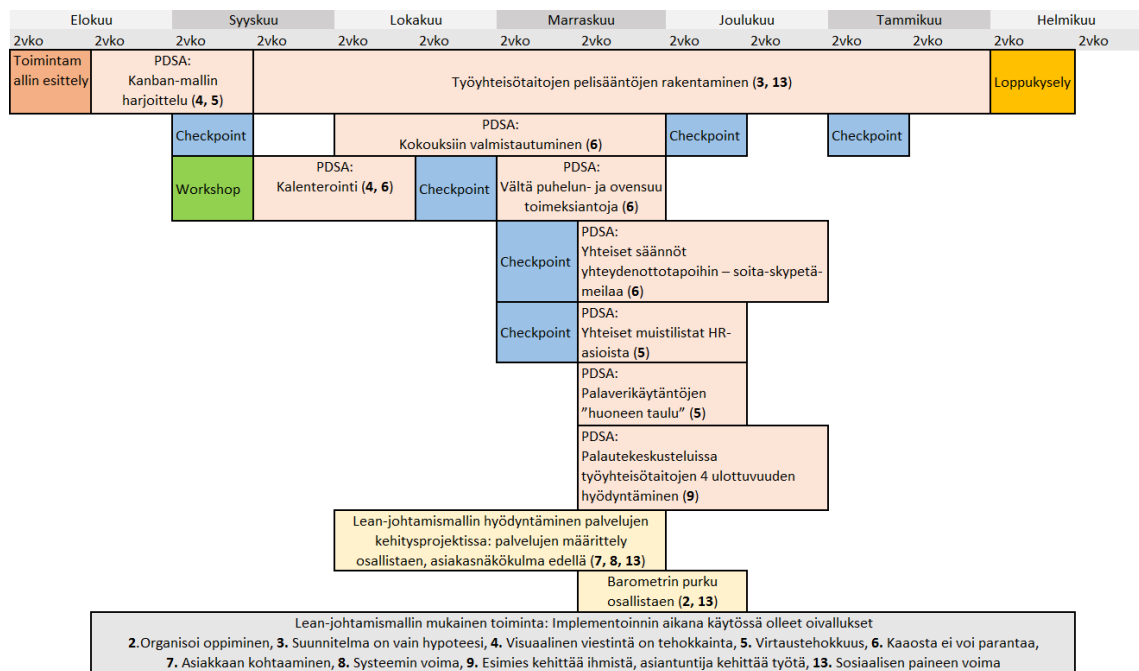 Elokuu Syyskuu Lokakuu Marraskuu Joulukuu Tammikuu Helmikuu
2vko 2vko 2vko 2vko 2vko 2vko 2vko 2vko 2vko 2vko 2vko 2vko 2vko 2vko
Toimintam
allin esittely
PDSA:
Kanban-mallin
harjoittelu (4, 5)
Työyhteisötaitojen pelisääntöjen rakentaminen (3, 13)
Loppukysely
Checkpoint
PDSA:
Kokouksiin valmistautuminen (6)
Checkpoint
Checkpoint
Workshop
PDSA:
Kalenterointi (4, 6)
Checkpoint
PDSA:
Vältä puhelun- ja ovensuu
toimeksiantoja (6)
Checkpoint
PDSA:
Yhteiset säännöt
yhteydenottotapoihin – soita-skypetä-
meilaa (6)
Checkpoint
PDSA:
Yhteiset muistilistat HR-
asioista (5)
PDSA:
Palaverikäytäntöjen
”huoneen taulu” (5)
PDSA:
Palautekeskusteluissa
työyhteisötaitojen 4 ulottuvuuden
hyödyntäminen (9)
Lean-johtamismallin hyödyntäminen palvelujen
kehitysprojektissa: palvelujen määrittely
osallistaen, asiakasnäkökulma edellä (7, 8, 13)
Barometrin purku
osallistaen (2, 13)
Lean-johtamismallin mukainen toiminta: Implementoinnin aikana käytössä olleet oivallukset
2.Organisoi oppiminen, 3. Suunnitelma on vain hypoteesi, 4. Visuaalinen viestintä on tehokkainta, 5. Virtaustehokkuus, 6. Kaaosta ei voi parantaa,
7. Asiakkaan kohtaaminen, 8. Systeemin voima, 9. Esimies kehittää ihmistä, asiantuntija kehittää työtä, 13. Sosiaalisen paineen voima